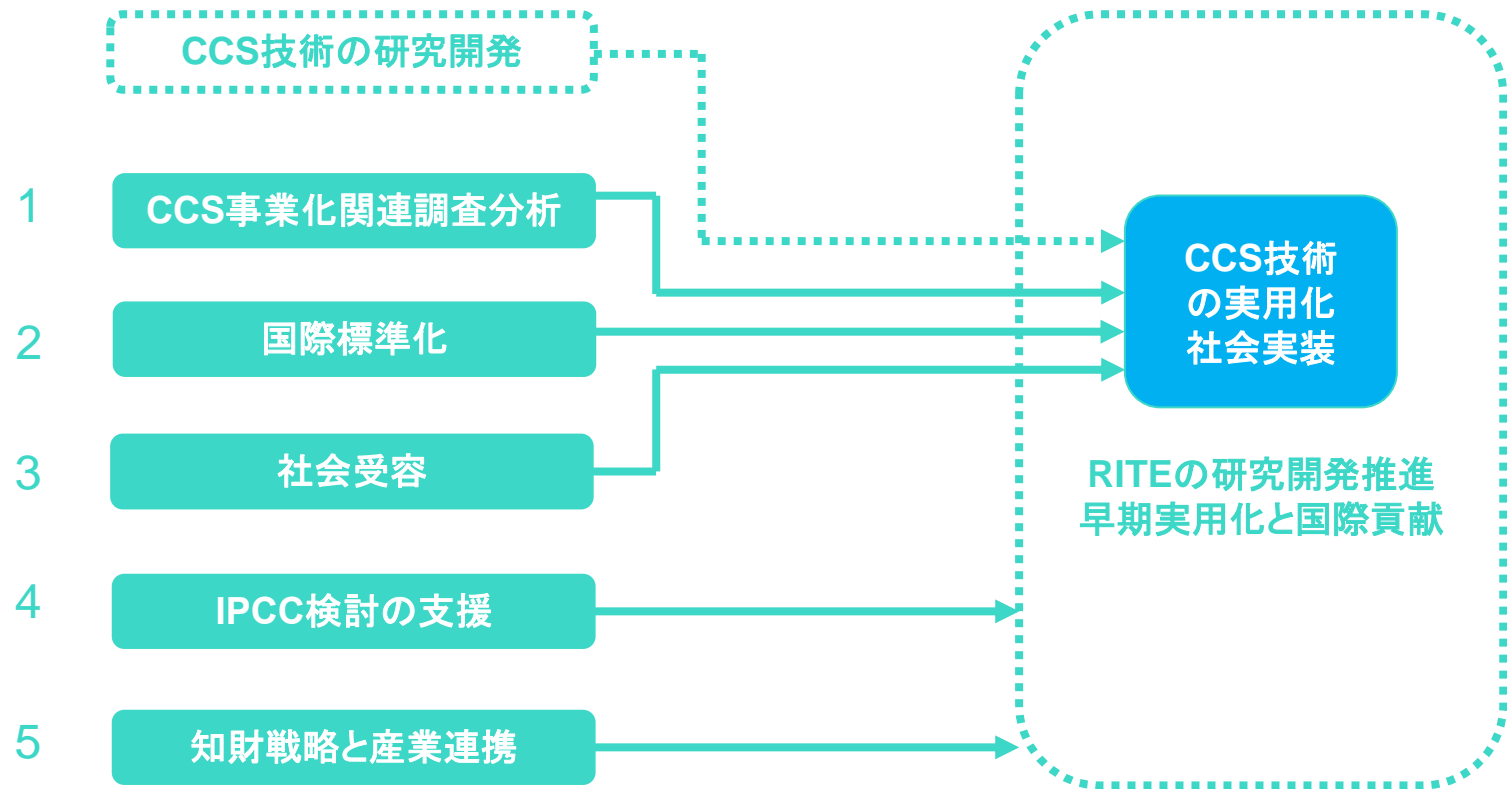 CCS技術の研究開発
1
CCS事業化関連調査分析
2
国際標準化
3
社会受容
4
IPCC検討の支援
5
知財戦略と産業連携
CCS技術
の実用化
社会実装
RITEの研究開発推進
早期実用化と国際貢献